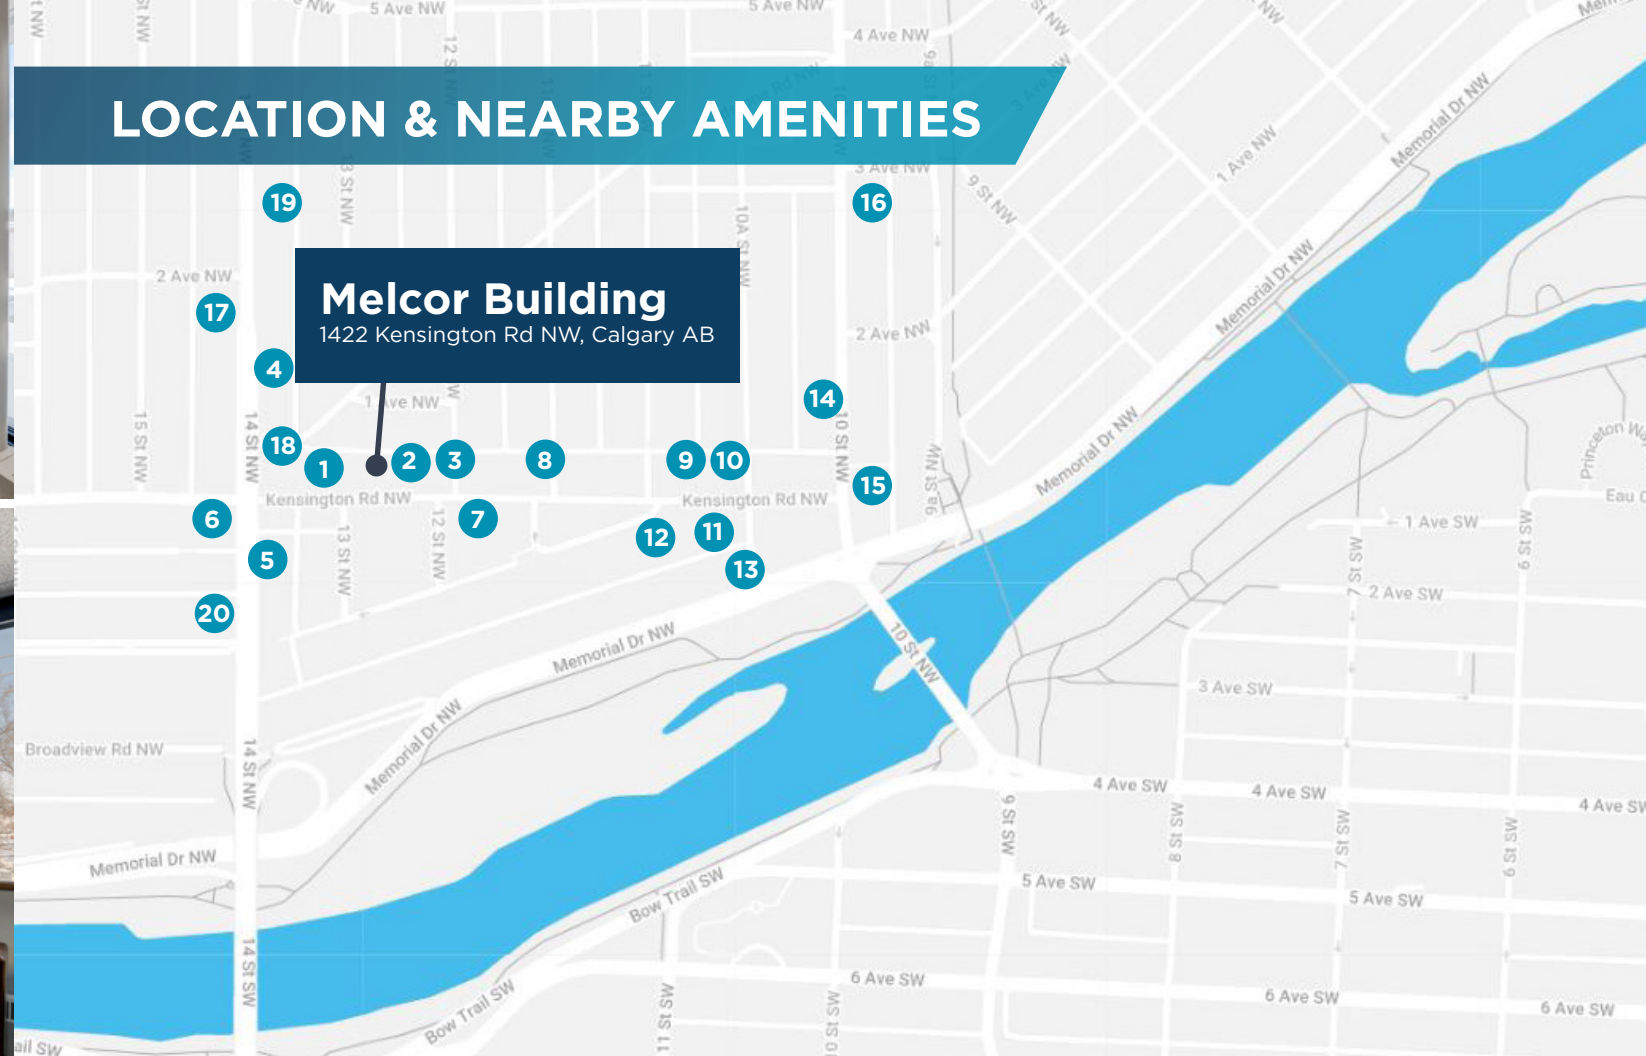 NW
5 Ave NW
5 Ave NW
St NW
NW
4 Ave NW
St NW
12 St NW
LOCATION & NEARBY AMENITIES
Memorial Dr NW
3 Ave NW
1 Ave NW
9 St NW
19
16
10A St NW
2 Ave NW
17
Melcor Building
1422 Kensington Rd NW, Calgary AB
2 Ave NW
Memorial Dr NW
4
1 Ave NW
14
15 St NW
14 St NW
10 St NW
18
1
2
3
8
9
10
Memorial Dr NW
9a St NW
15
Kensington Rd NW
Kensington Rd NW
6
7
12 St NW
13 St NW
12
11
13
5
1 Ave SW
6 St SW
7 St SW
2 Ave SW
20
Memorial Dr NW
10 St NW
3 Ave SW
Broadview Rd NW
14 St NW
Memorial Dr NW
4 Ave SW
4 Ave SW
4 Ave SW
9 St SW
8 St SW
7 St SW
6 St SW
Memorial Dr NW
Bow Trail SW
5 Ave SW
5 Ave SW
14 St SW
6 Ave SW
6 Ave SW
6 Ave SW
Bow Trail SW
11 St SW
10 St SW
ail SW